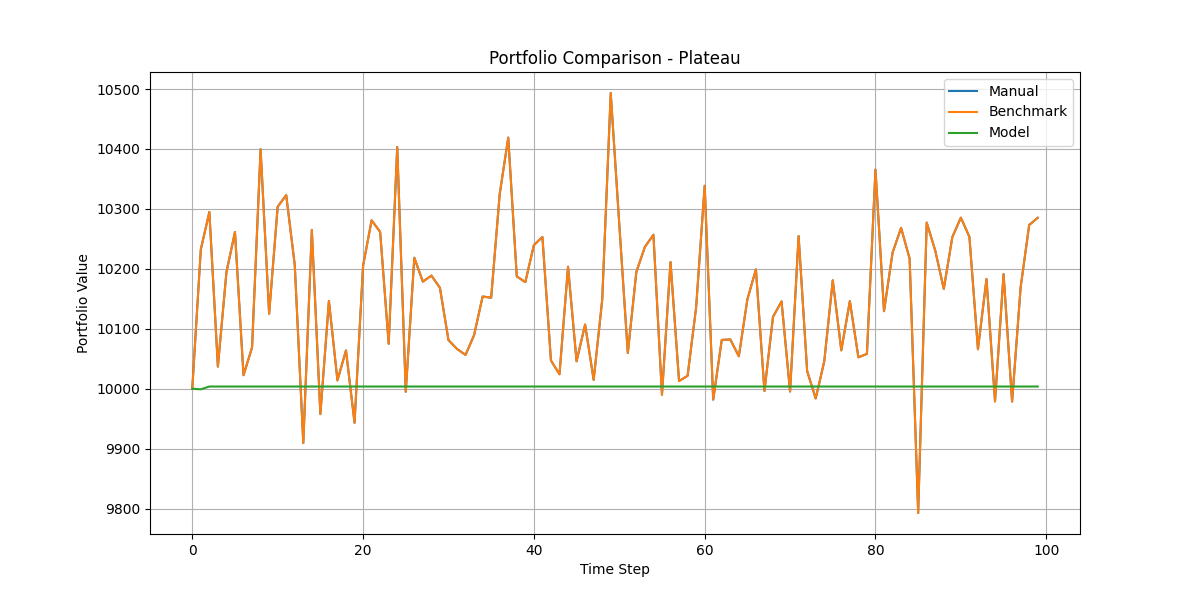 Portfolio Comparison - Plateau
Manual
Benchmark
Model
Portfolio Value
10500
10400
10300
10200
10100
10000
9900
9800
0 20 40 60 80 100
Time Step